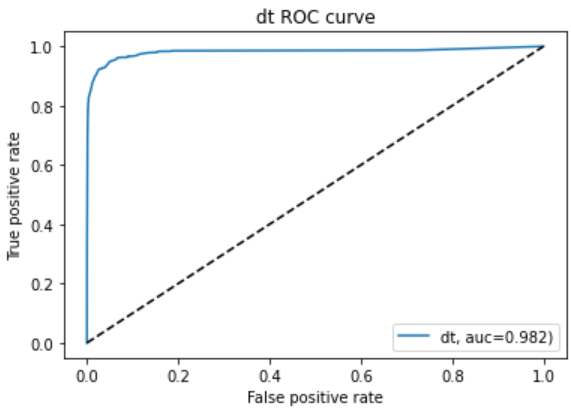 dt ROC curve
1.0
0.8
0.6
0.4
0.2
0.0
True positive rate
dt, auc=0.982)
0.0 0.2 0.4 0.6 0.8 1.0
False positive rate